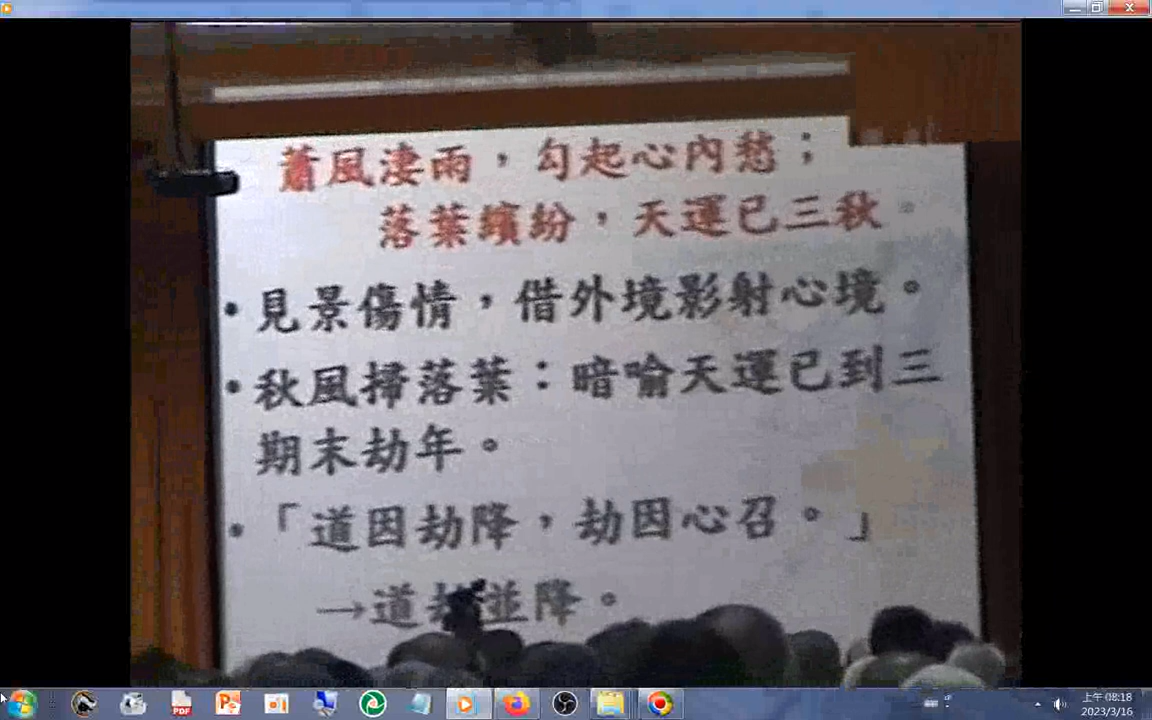 蕭風淒雨，勾起心內愁；
落葉繽紛，天運已三秋。
•見景傷情，借外境影射心境。
•秋風掃落葉：暗喻天運已到三
期末劫年。
•「道因劫降，劫因心召。」
→道劫並降。
上午 08:18
2023/3/16